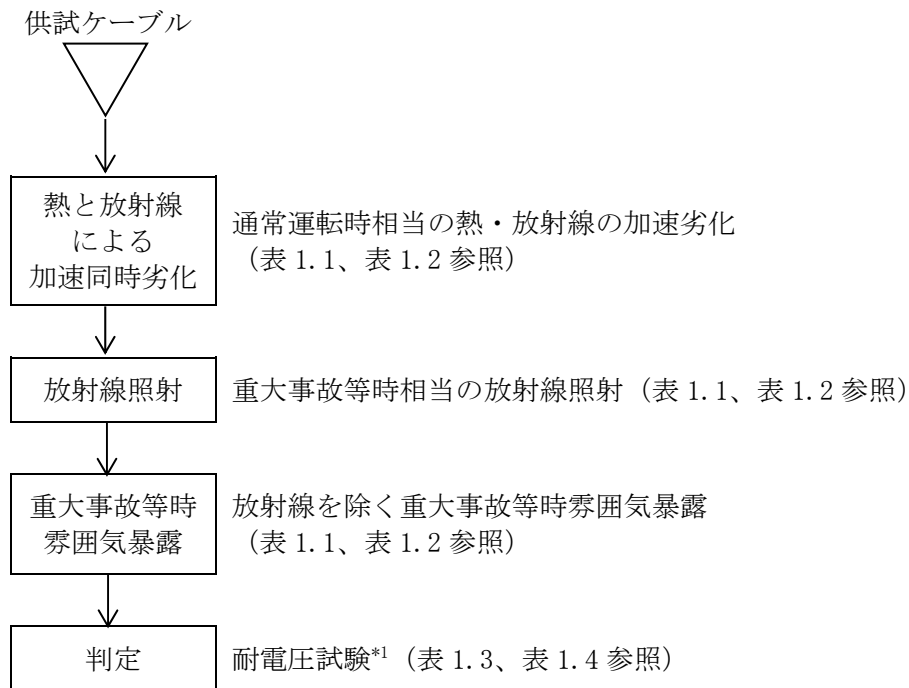 供試ケーブル
熱と放射線
による
加速同時劣化
通常運転時相当の熱・放射線の加速劣化
（表 1.1、表 1.2 参照）
放射線照射
重大事故等時相当の放射線照射（表 1.1、表 1.2 参照）
重大事故等時
雰囲気暴露
放射線を除く重大事故等時雰囲気暴露
（表 1.1、表 1.2 参照）
判定
耐電圧試験*1（表 1.3、表 1.4 参照）